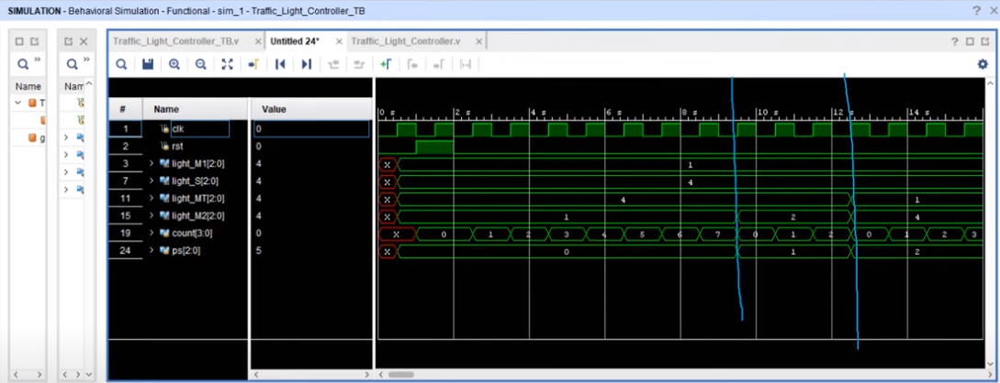 SIMULATION - Behavioral Simulation - Functional - sim_1 - Traffic_Light_Controller_TB
Traffic_Light_Controller_TB.v Untitled 24* Traffic_Light_Controller.v
Name Nam
# Name Value
0 s 2 s 4 s 6 s 8 s 10 s 12 s 14 s
1 clk 0
2 rst 0
3 light_M1[2:0] 4 X 1
7 light_S[2:0] 4 X 4
11 light_MT[2:0] 4 X 4 1
15 light_M2[2:0] 4 X 1 2 4
19 count[3:0] 0 X 0 1 2 3 4 5 6 7 0 1 2 0 1 2 3
24 ps[2:0] 5 X 0 1 2
T
g